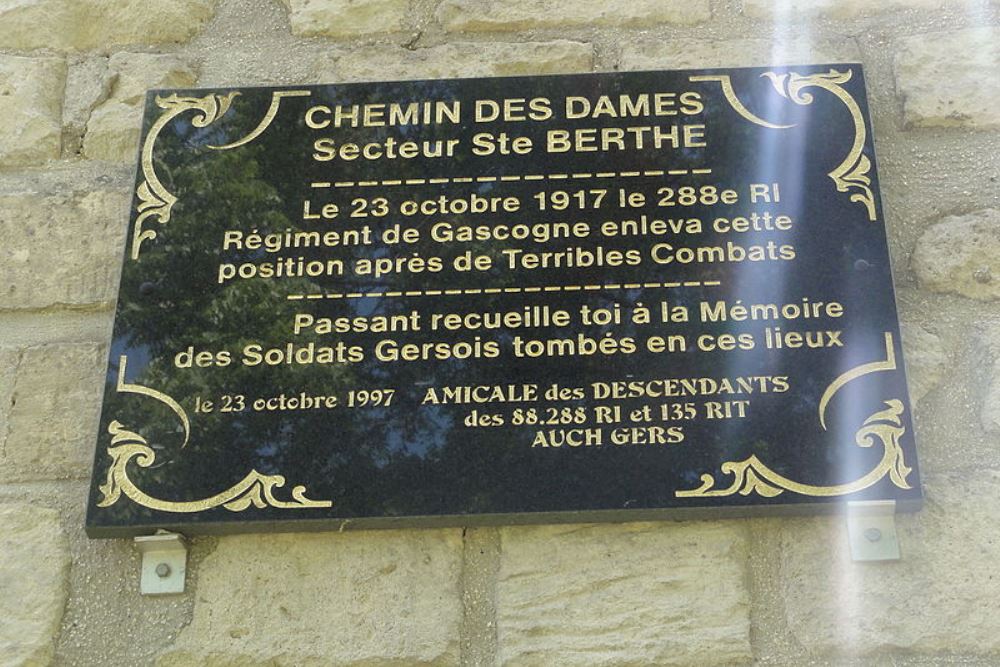 CHEMIN DES DAMES
Secteur Ste BERTHE
Le 23 octobre 1917 le 288e RI
Régiment de Gascogne enleva cette
position après de Terribles Combats
Passant recueille toi à la Mémoire
des Soldats Gersois tombés en ces lieux
le 23 octobre 1997 AMICALE des DESCENDANTS
des 88.288 RI et 135 RIT
AUCH GERS